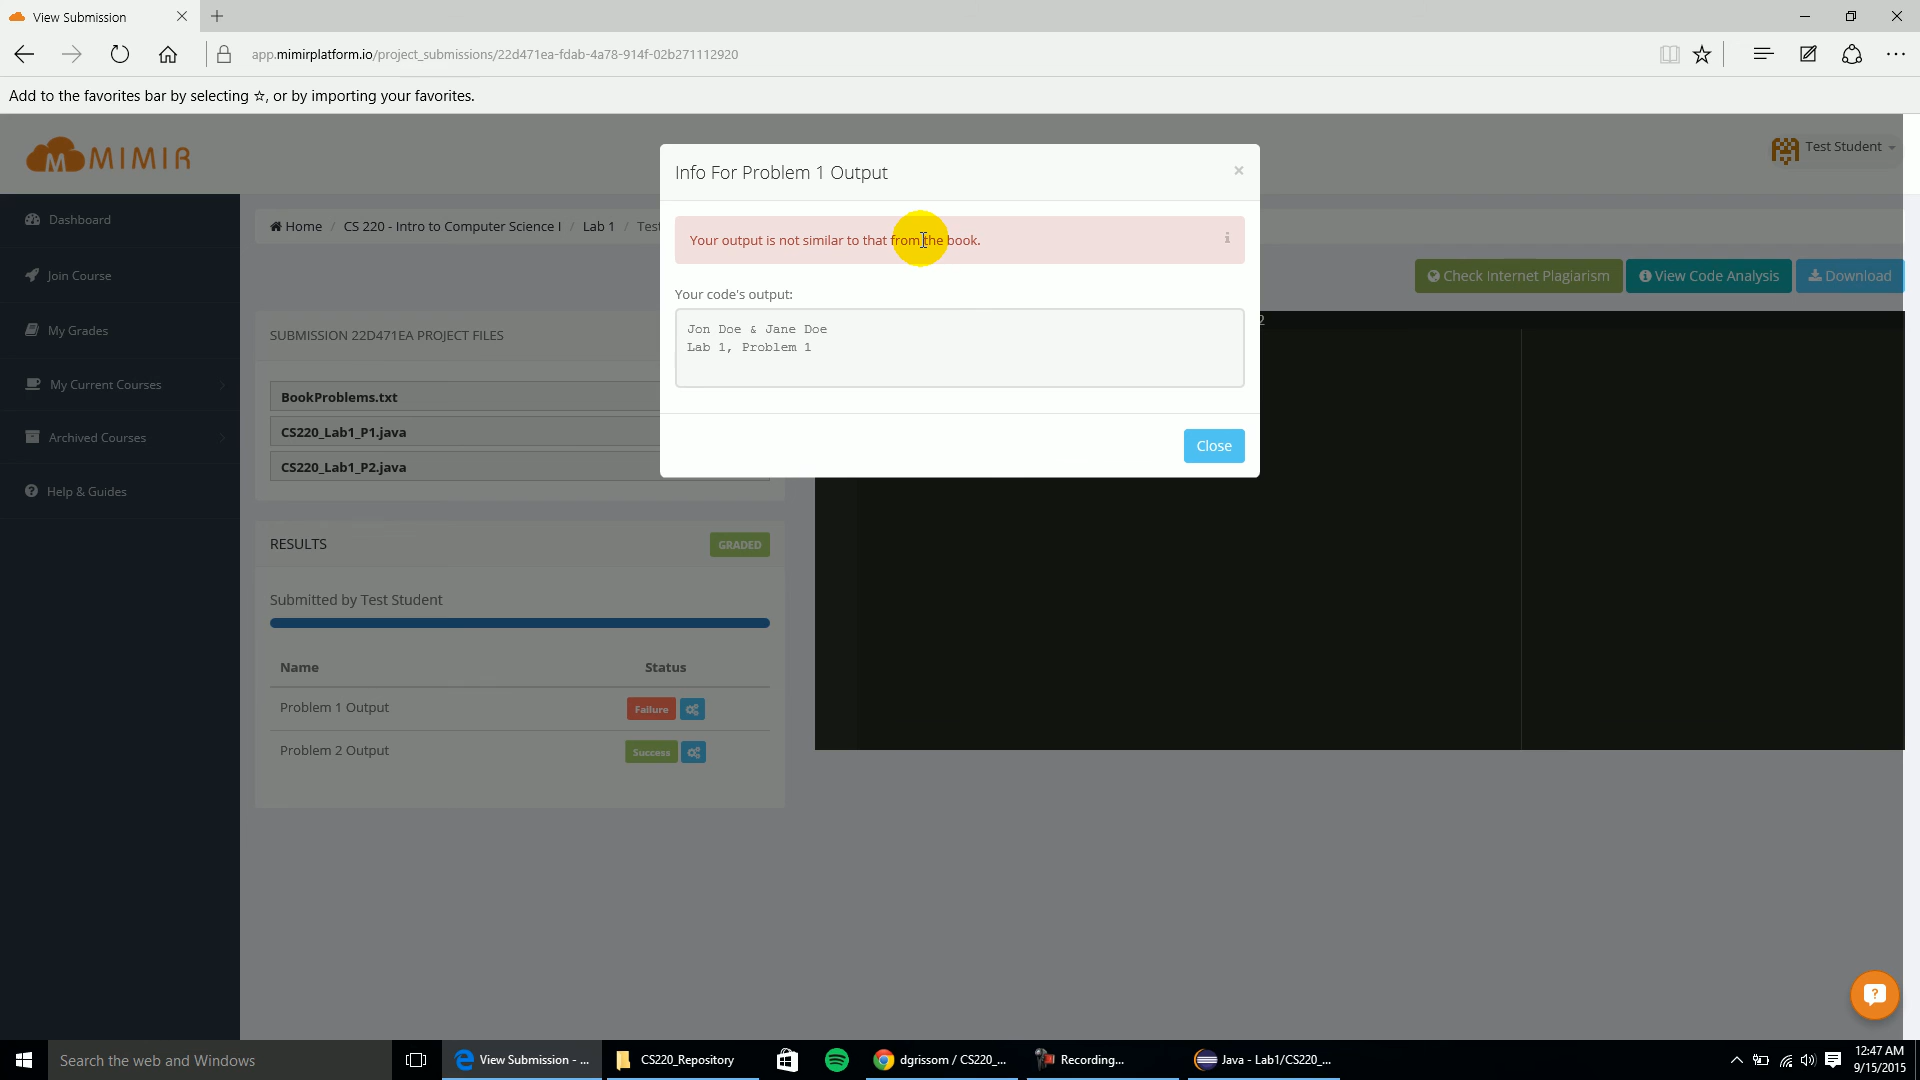 View Submission
app.mimirplatform.io/project_submissions/22d471ea-fdab-4a78-914f-02b271112920
Add to the favorites bar by selecting ☆, or by importing your favorites.
MIMIR
Test Student
Dashboard
Join Course
My Grades
My Current Courses
Archived Courses
Help & Guides
Home / CS 220 - Intro to Computer Science I / Lab 1 / Test
Check Internet Plagiarism
View Code Analysis
Download
SUBMISSION 22D471EA PROJECT FILES
BookProblems.txt
CS220_Lab1_P1.java
CS220_Lab1_P2.java
RESULTS
GRADED
Submitted by Test Student
Name Status
Problem 1 Output Failure
Problem 2 Output Success
Info For Problem 1 Output
×
Your output is not similar to that from the book.
Your code's output:
Jon Doe & Jane Doe
Lab 1, Problem 1
Close
2
Search the web and Windows
View Submission - ...
CS220_Repository
dgrissom / CS220_...
Recording...
Java - Lab1/CS220_...
12:47 AM
9/15/2015